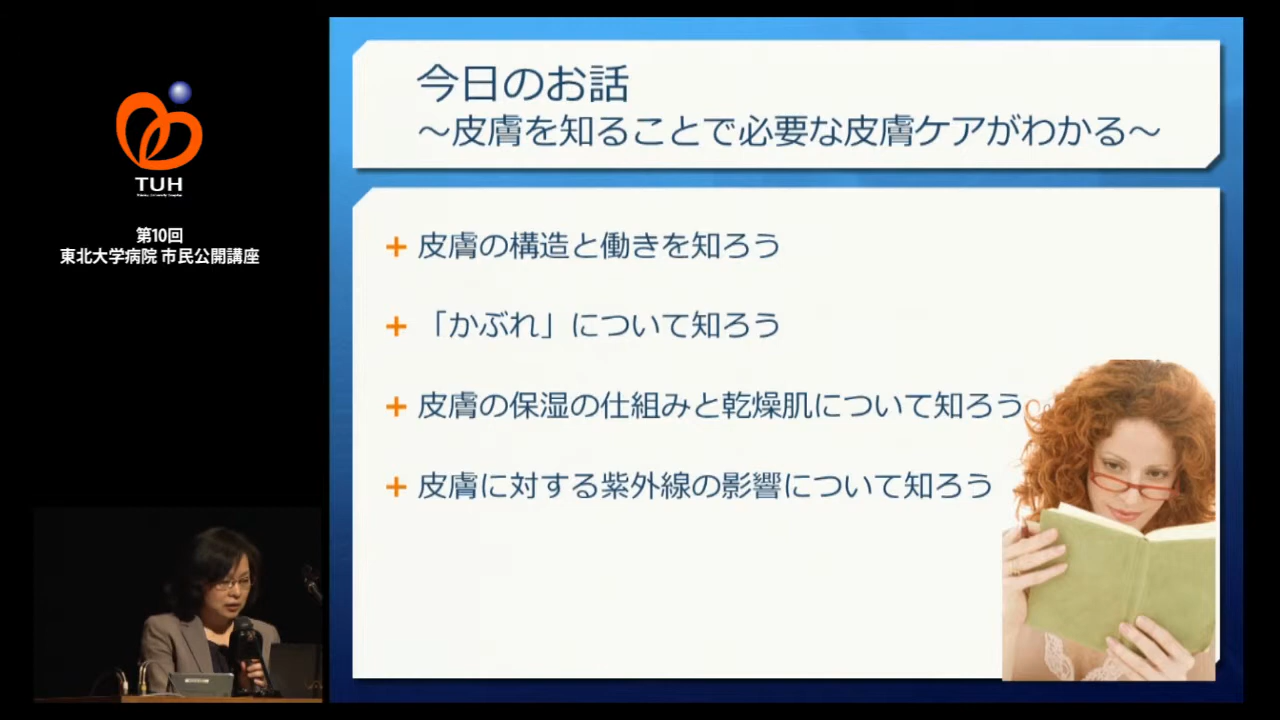 TUH
第10回
東北大学病院 市民公開講座
今日のお話
～皮膚を知ることで必要な皮膚ケアがわかる～
+ 皮膚の構造と働きを知ろう
+ 「かぶれ」について知ろう
+ 皮膚の保湿の仕組みと乾燥肌について知ろう
+ 皮膚に対する紫外線の影響について知ろう